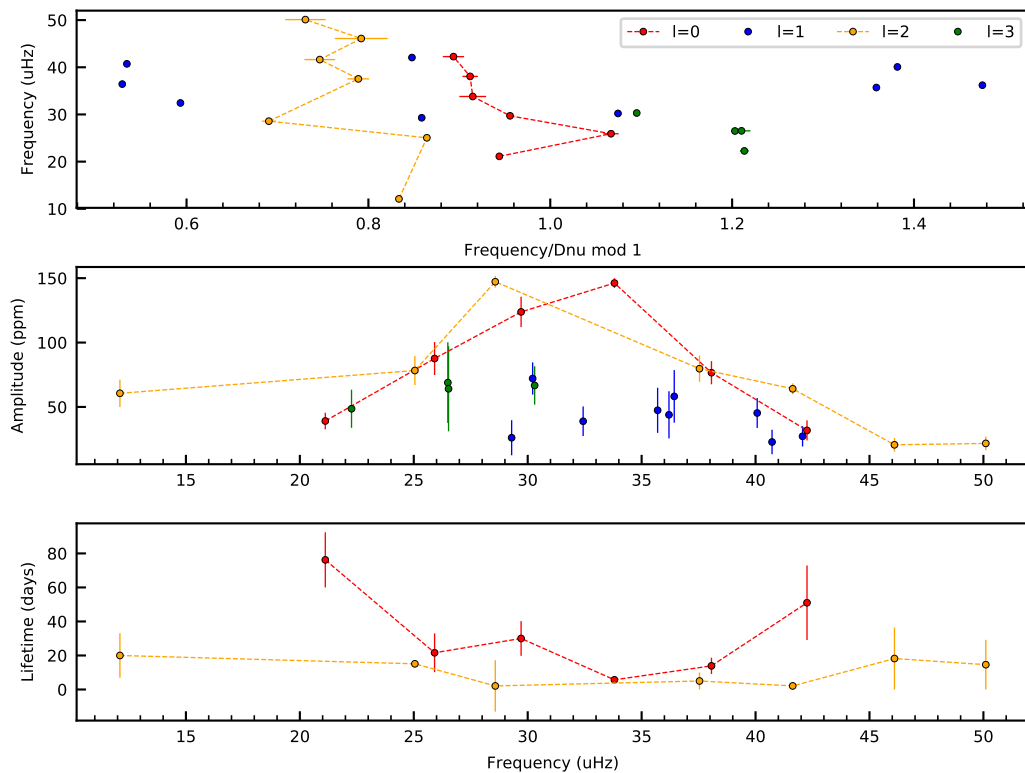 50
40
30
20
10
Frequency (uHz)
l=0 l=1 l=2 l=3
0.6 0.8 1.0 1.2 1.4
Frequency/Dnu mod 1
150
100
50
Amplitude (ppm)
15 20 25 30 35 40 45 50
80
60
40
20
0
Lifetime (days)
15 20 25 30 35 40 45 50
Frequency (uHz)